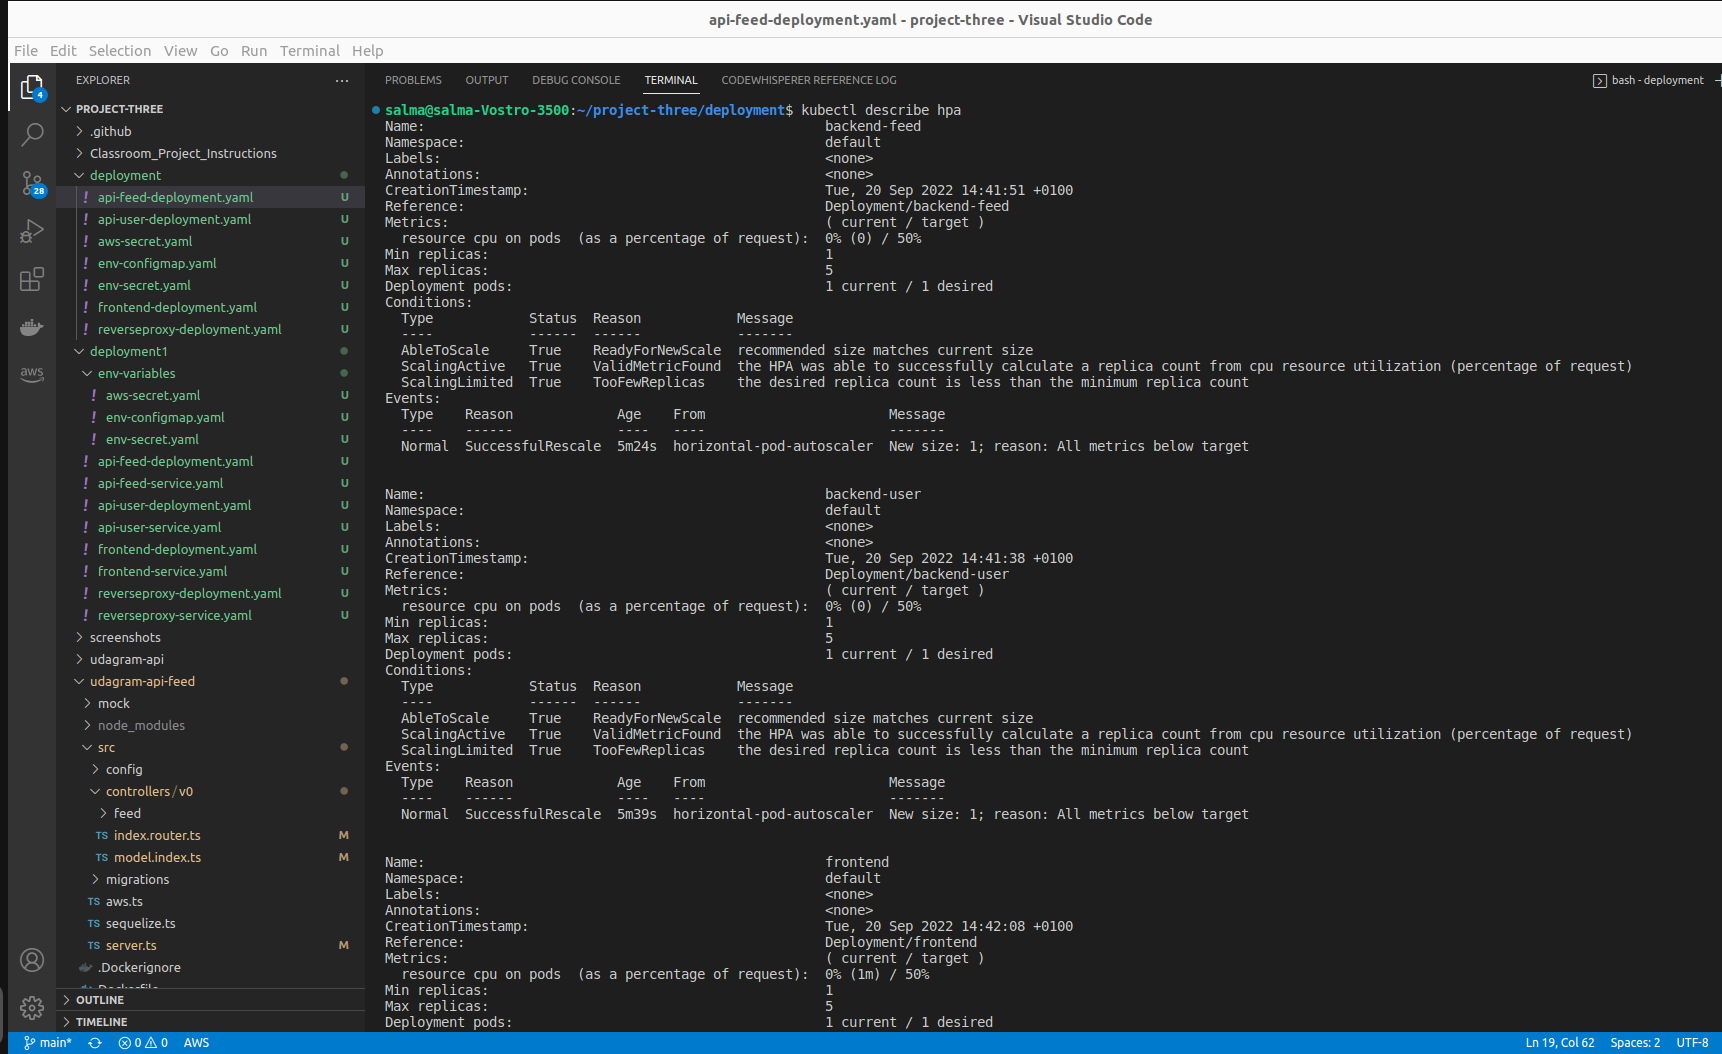 api-feed-deployment.yaml - project-three - Visual Studio Code
File Edit Selection View Go Run Terminal Help
EXPLORER ...
PROJECT-THREE
.github
Classroom_Project_Instructions
deployment
! api-feed-deployment.yaml U
! api-user-deployment.yaml U
! aws-secret.yaml U
! env-configmap.yaml U
! env-secret.yaml U
! frontend-deployment.yaml U
! reverseproxy-deployment.yaml U
deployment1
env-variables
! aws-secret.yaml U
! env-configmap.yaml U
! env-secret.yaml U
! api-feed-deployment.yaml U
! api-feed-service.yaml U
! api-user-deployment.yaml U
! api-user-service.yaml U
! frontend-deployment.yaml U
! frontend-service.yaml U
! reverseproxy-deployment.yaml U
! reverseproxy-service.yaml U
screenshots
udagram-api
udagram-api-feed
mock
node_modules
src
config
controllers/v0
feed
TS index.router.ts M
TS model.index.ts M
migrations
TS aws.ts
TS sequelize.ts
TS server.ts M
.Dockerignore
OUTLINE
TIMELINE
4
28
aws
PROBLEMS OUTPUT DEBUG CONSOLE TERMINAL CODEWHISPERER REFERENCE LOG bash - deployment
salma@salma-Vostro-3500:~/project-three/deployment$ kubectl describe hpa
Name: backend-feed
Namespace: default
Labels: <none>
Annotations: <none>
CreationTimestamp: Tue, 20 Sep 2022 14:41:51 +0100
Reference: Deployment/backend-feed
Metrics: ( current / target )
resource cpu on pods (as a percentage of request): 0% (0) / 50%
Min replicas: 1
Max replicas: 5
Deployment pods: 1 current / 1 desired
Conditions:
Type Status Reason Message
---- ------ ------ -------
AbleToScale True ReadyForNewScale recommended size matches current size
ScalingActive True ValidMetricFound the HPA was able to successfully calculate a replica count from cpu resource utilization (percentage of request)
ScalingLimited True TooFewReplicas the desired replica count is less than the minimum replica count
Events:
Type Reason Age From Message
---- ------ ---- ---- -------
Normal SuccessfulRescale 5m24s horizontal-pod-autoscaler New size: 1; reason: All metrics below target
Name: backend-user
Namespace: default
Labels: <none>
Annotations: <none>
CreationTimestamp: Tue, 20 Sep 2022 14:41:38 +0100
Reference: Deployment/backend-user
Metrics: ( current / target )
resource cpu on pods (as a percentage of request): 0% (0) / 50%
Min replicas: 1
Max replicas: 5
Deployment pods: 1 current / 1 desired
Conditions:
Type Status Reason Message
---- ------ ------ -------
AbleToScale True ReadyForNewScale recommended size matches current size
ScalingActive True ValidMetricFound the HPA was able to successfully calculate a replica count from cpu resource utilization (percentage of request)
ScalingLimited True TooFewReplicas the desired replica count is less than the minimum replica count
Events:
Type Reason Age From Message
---- ------ ---- ---- -------
Normal SuccessfulRescale 5m39s horizontal-pod-autoscaler New size: 1; reason: All metrics below target
Name: frontend
Namespace: default
Labels: <none>
Annotations: <none>
CreationTimestamp: Tue, 20 Sep 2022 14:42:08 +0100
Reference: Deployment/frontend
Metrics: ( current / target )
resource cpu on pods (as a percentage of request): 0% (1m) / 50%
Min replicas: 1
Max replicas: 5
Deployment pods: 1 current / 1 desired
main* 0 0 AWS Ln 19, Col 62 Spaces: 2 UTF-8